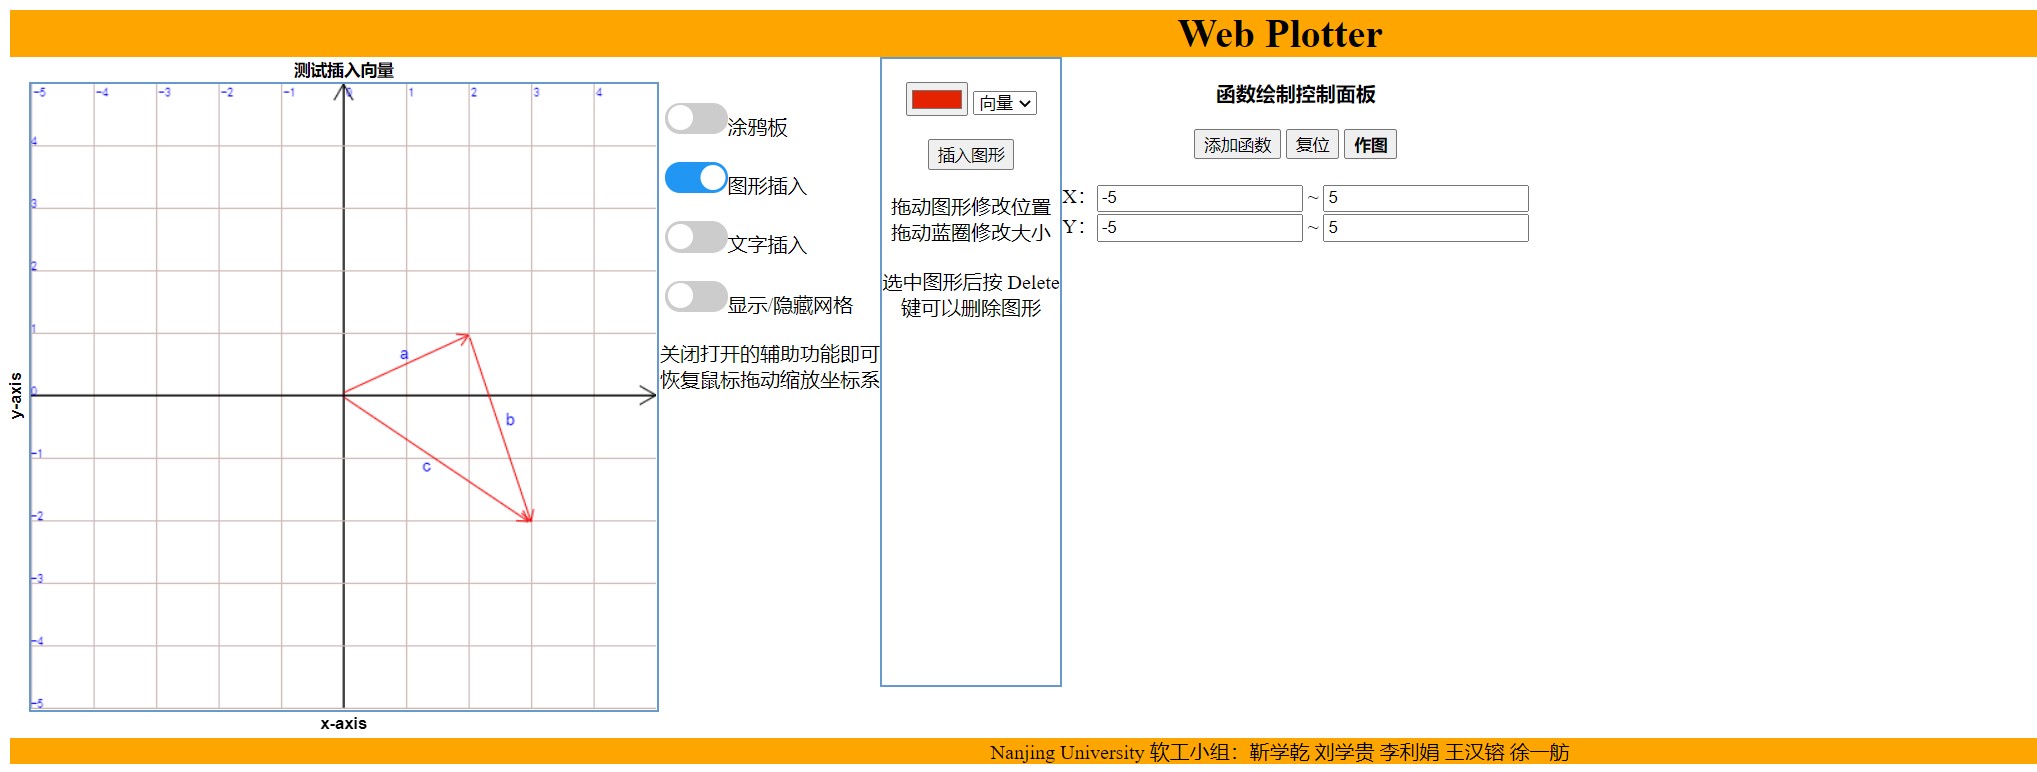 Web Plotter
测试插入向量
-5 -4 -3 -2 -1 0 1 2 3 4
4
3
2
1
0
-1
-2
-3
-4
-5
a
b
c
y-axis
x-axis
涂鸦板
图形插入
文字插入
显示/隐藏网格
关闭打开的辅助功能即可
恢复鼠标拖动缩放坐标系
向量
插入图形
拖动图形修改位置
拖动蓝圈修改大小
选中图形后按 Delete
键可以删除图形
函数绘制控制面板
添加函数 复位 作图
X： -5 ~ 5
Y： -5 ~ 5
Nanjing University 软工小组：靳学乾 刘学贵 李利娟 王汉镕 徐一舫